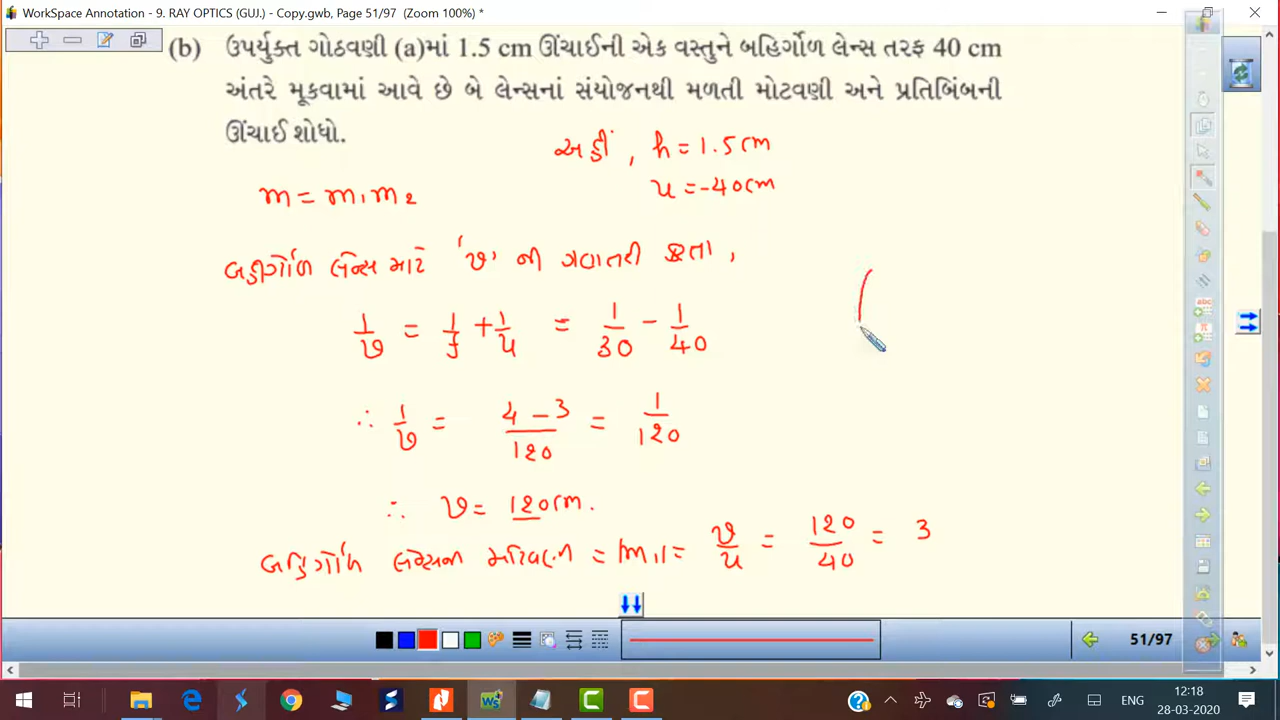 WorkSpace Annotation - 9. RAY OPTICS (GUJ.) - Copy.gwb, Page 51/97 (Zoom 100%) *
(b) ઉપર્યુક્ત ગોઠવણી (a)માં 1.5 cm ઊંચાઈની એક વસ્તુને બહિર્ગોળ લેન્સ તરફ 40 cm
અંતરે મૂકવામાં આવે છે બે લેન્સનાં સંયોજનથી મળતી મોટવણી અને પ્રતિબિંબની
ઊંચાઈ શોધો.
અહીં , h = 1.5 cm
u = -40 cm
m = m₁ m₂
બહીર્ગોળ લેન્સ માટે 'v' ની ગણતરી કરતા ,
1/v = 1/f + 1/u = 1/30 - 1/40
∴ 1/v = 4 - 3/120 = 1/120
∴ v = 120 cm.
બહિર્ગોળ લેન્સની મોટવણી = m₁ = v/u = 120/40 = 3
51/97
abc
π
ENG
12:18
28-03-2020